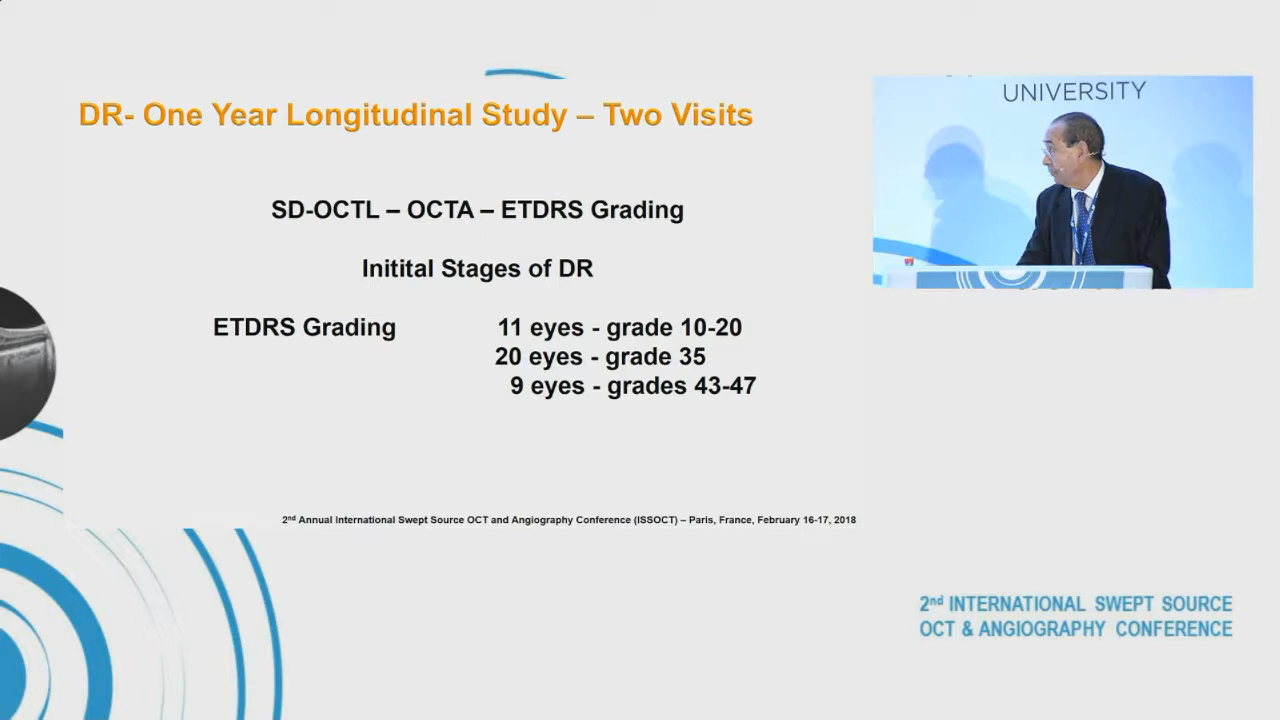 DR- One Year Longitudinal Study – Two Visits
UNIVERSITY
SD-OCTL – OCTA – ETDRS Grading
Initital Stages of DR
ETDRS Grading 11 eyes - grade 10-20
20 eyes - grade 35
9 eyes - grades 43-47
2nd Annual International Swept Source OCT and Angiography Conference (ISSOCT) – Paris, France, February 16-17, 2018
2nd INTERNATIONAL SWEPT SOURCE
OCT & ANGIOGRAPHY CONFERENCE